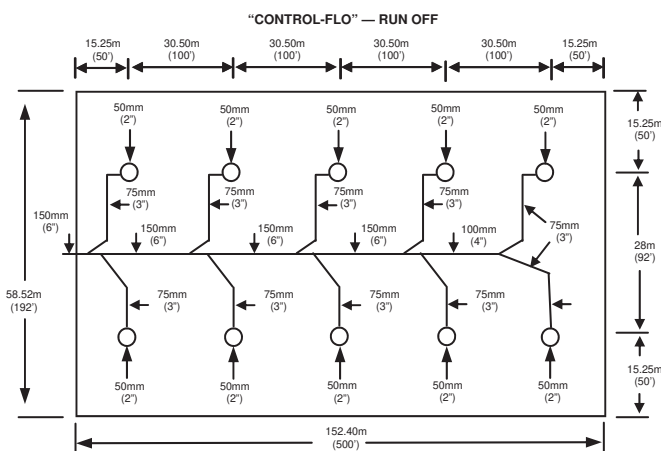 “CONTROL-FLO” — RUN OFF
15.25m 30.50m 30.50m 30.50m 30.50m 15.25m
(50’) (100’) (100’) (100’) (100’) (50’)
50mm 50mm 50mm 50mm 50mm
(2”) (2”) (2”) (2”) (2”)
15.25m
(50’)
75mm 75mm 75mm 75mm
(3”) (3”) (3”) (3”)
150mm
(6”)
150mm 150mm 150mm 100mm
(6”) (6”) (6”) (4”)
75mm
(3”)
28m
(92’)
58.52m
(192’)
75mm 75mm 75mm 75mm
(3”) (3”) (3”) (3”)
15.25m
(50’)
50mm 50mm 50mm 50mm 50mm
(2”) (2”) (2”) (2”) (2”)
152.40m
(500’)